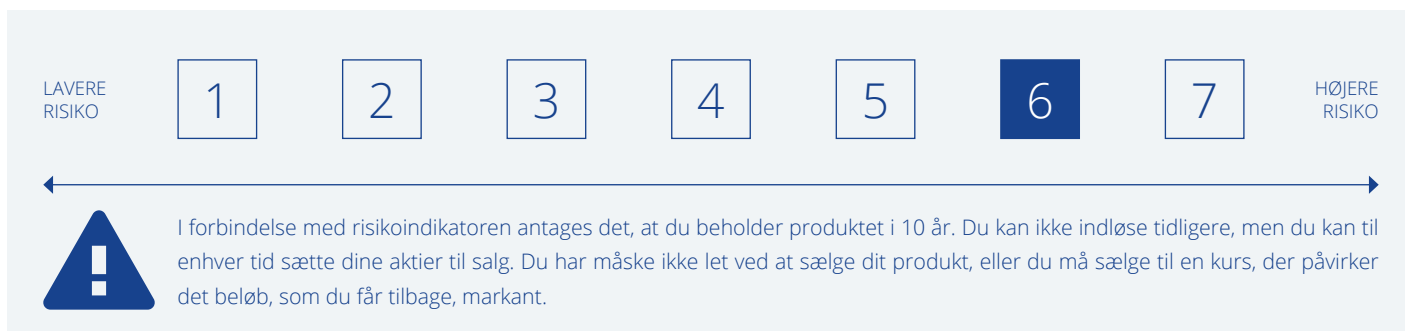 LAVERE
RISIKO
1 2 3 4 5 6 7
HØJERE
RISIKO
I forbindelse med risikoindikatoren antages det, at du beholder produktet i 10 år. Du kan ikke indløse tidligere, men du kan til
enhver tid sætte dine aktier til salg. Du har måske ikke let ved at sælge dit produkt, eller du må sælge til en kurs, der påvirker
det beløb, som du får tilbage, markant.